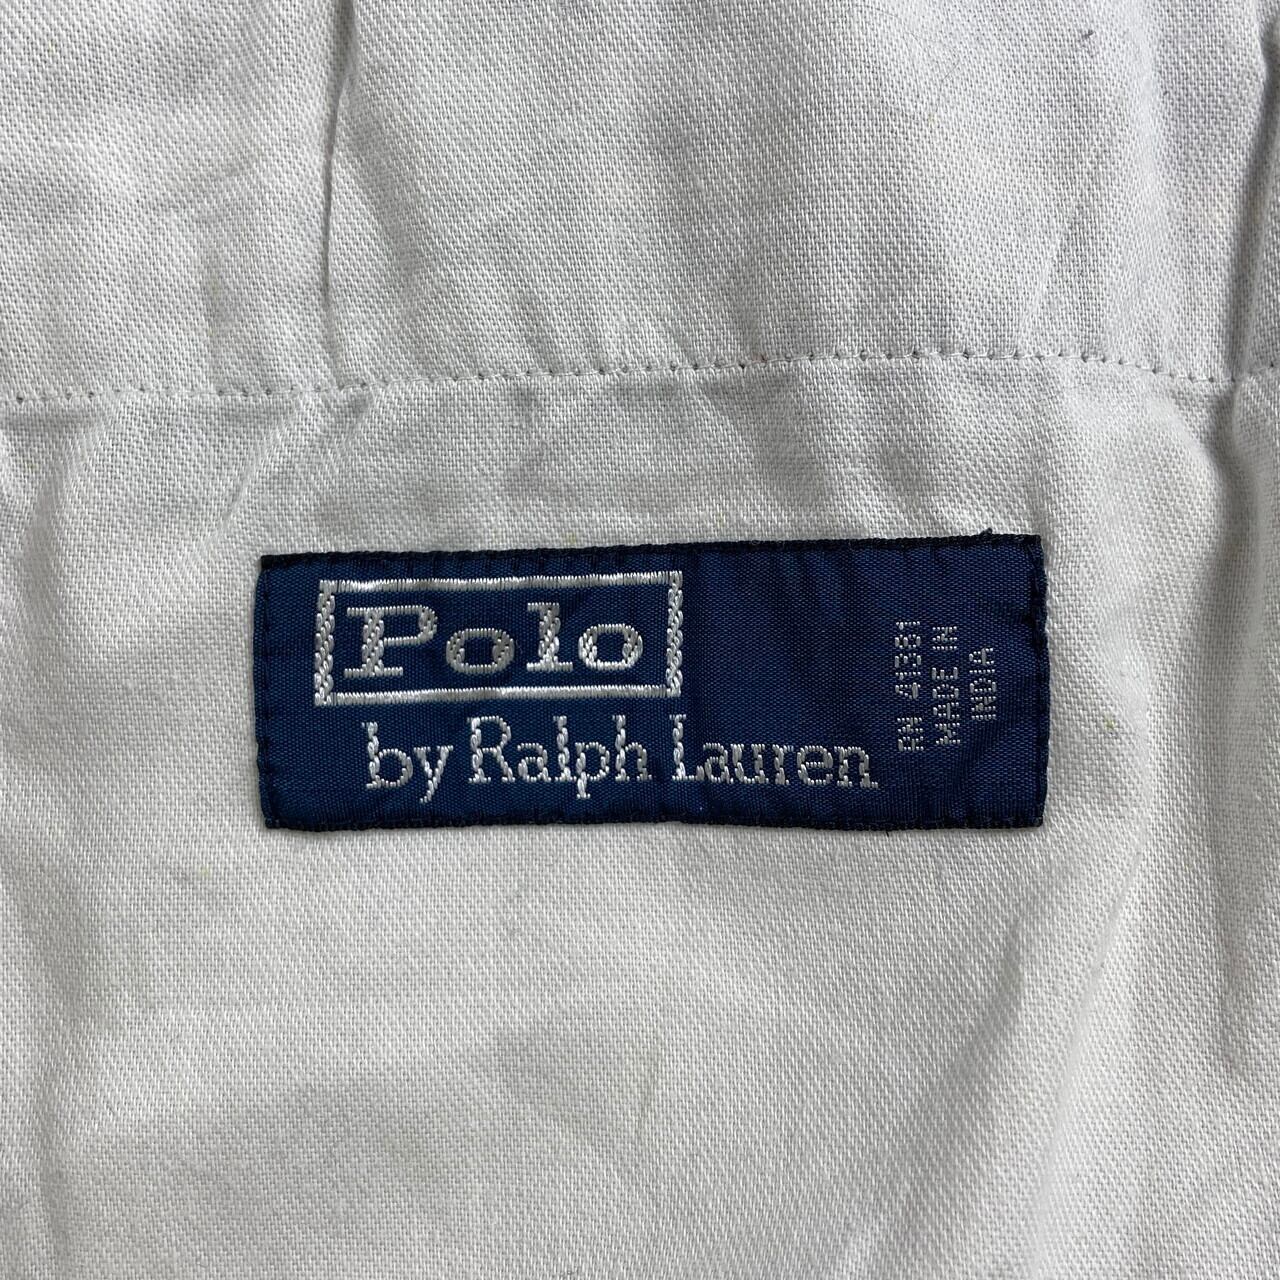 Polo
by Ralph Lauren
RN 41381
MADE IN
INDIA